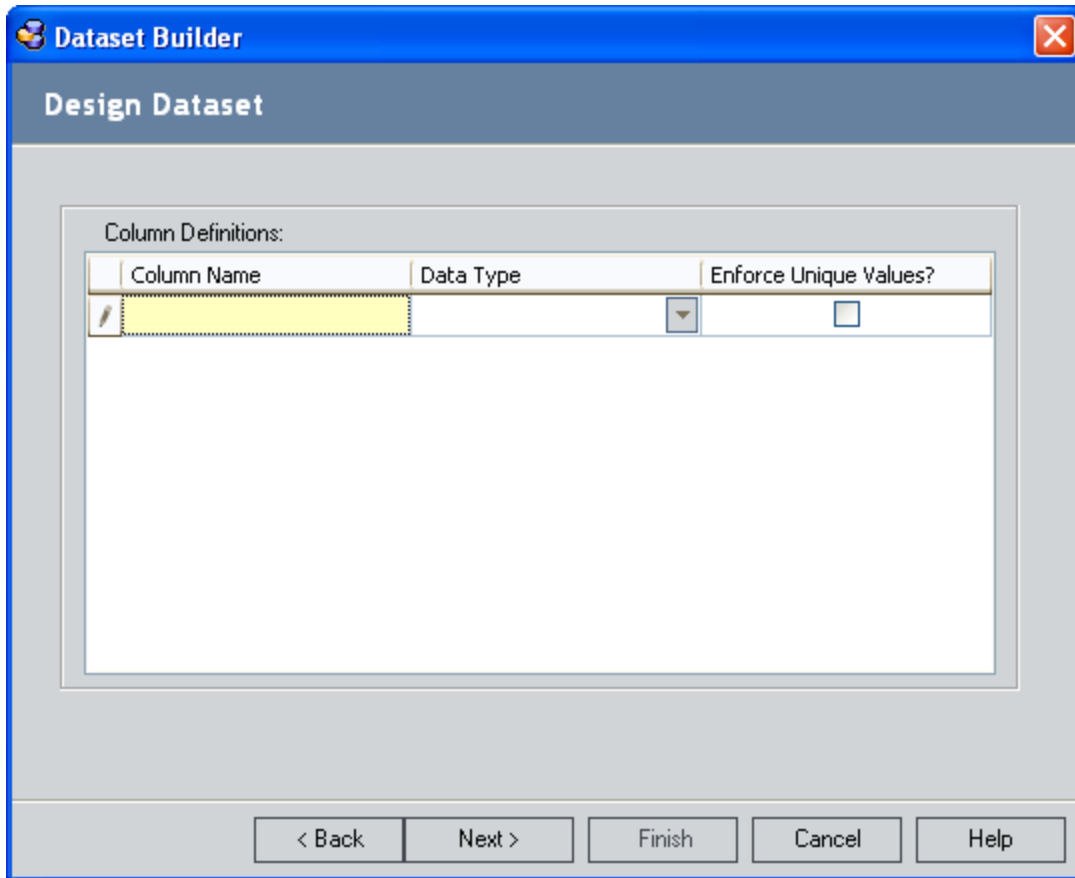 Dataset Builder
Design Dataset
Column Definitions:
Column Name Data Type Enforce Unique Values?
< Back Next > Finish Cancel Help